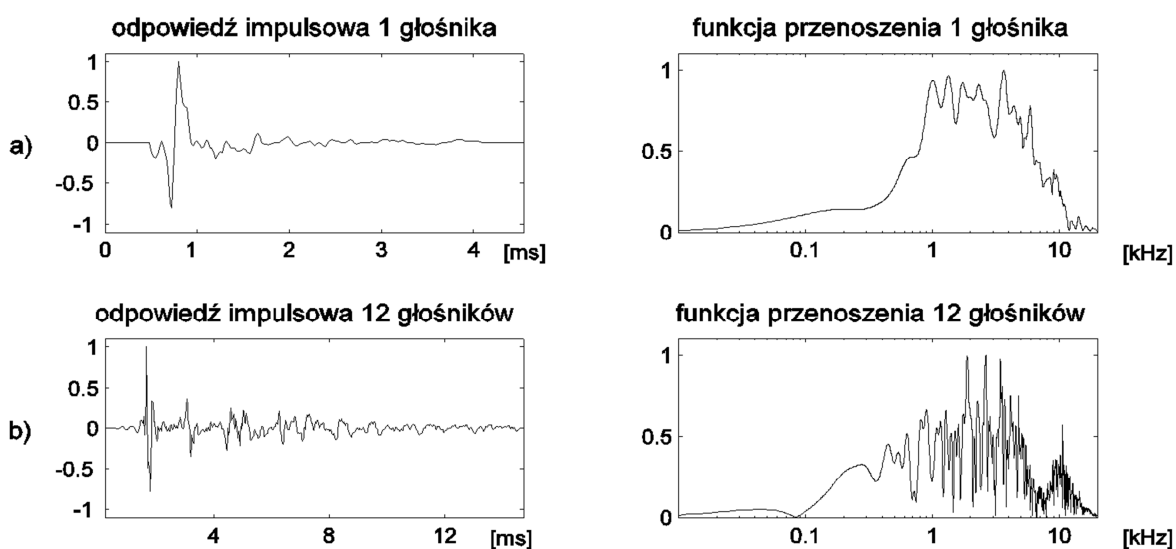 odpowiedź impulsowa 1 głośnika
funkcja przenoszenia 1 głośnika
a)
1
0.5
0
-0.5
-1
0 1 2 3 4 [ms]
1
0.5
0
0.1 1 10 [kHz]
odpowiedź impulsowa 12 głośników
funkcja przenoszenia 12 głośników
b)
1
0.5
0
-0.5
-1
4 8 12 [ms]
1
0.5
0
0.1 1 10 [kHz]